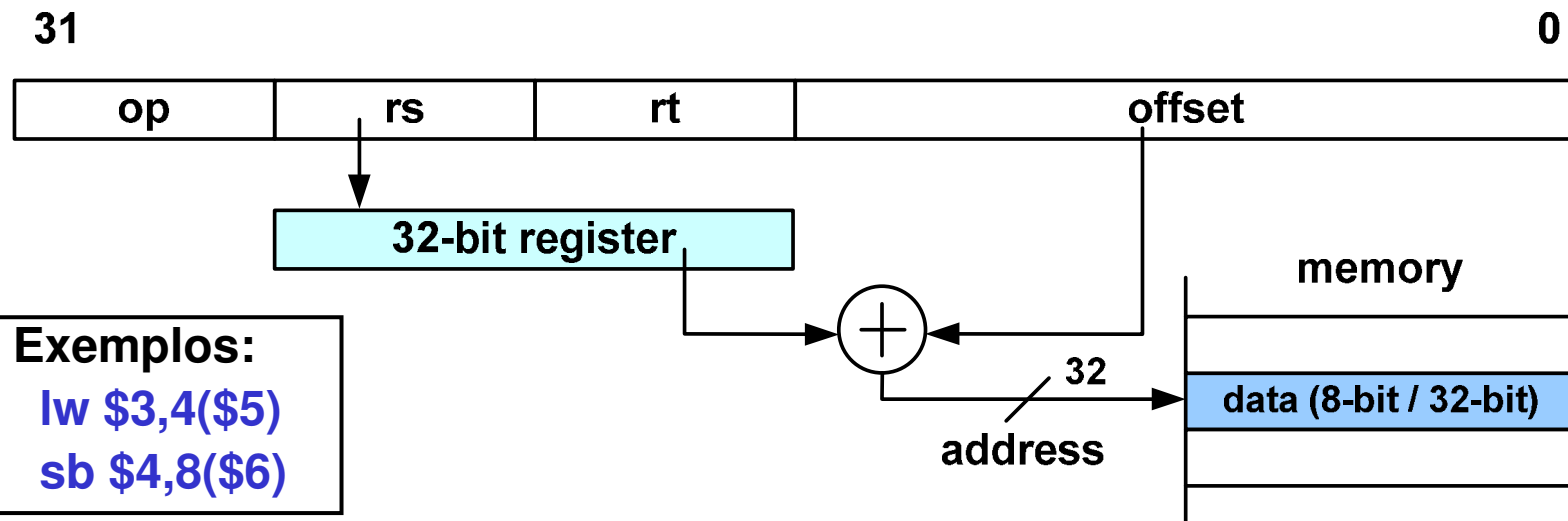 31 0
op rs rt offset
32-bit register
memory
Exemplos:
lw $3,4($5)
sb $4,8($6)
32
address
data (8-bit / 32-bit)